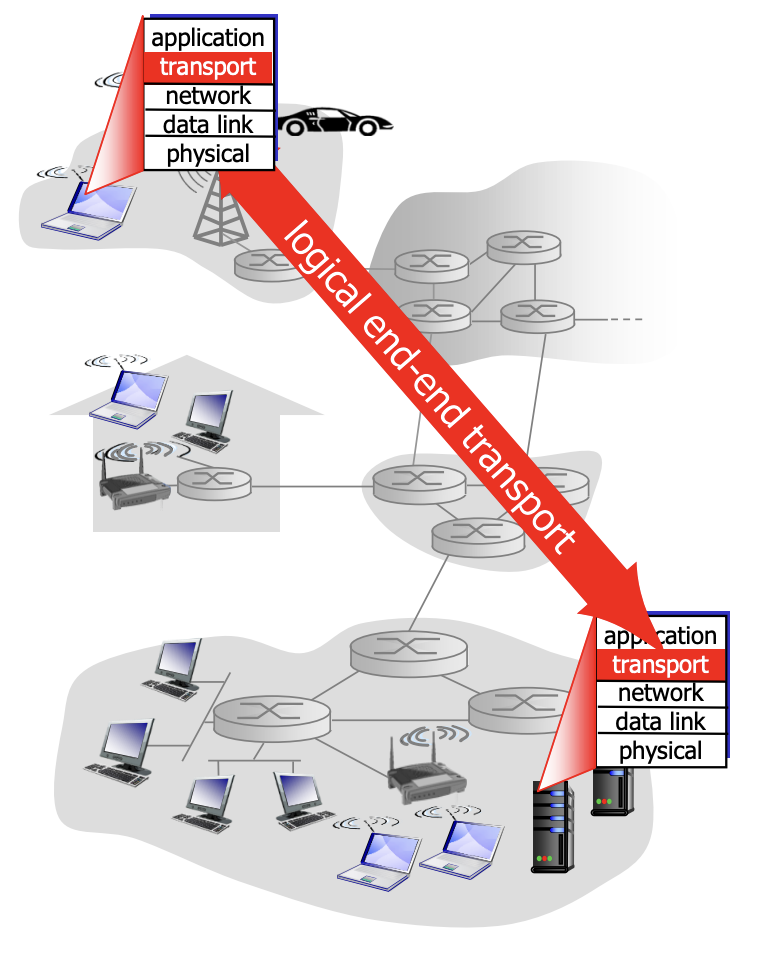 application
transport
network
data link
physical
logical end-end transport
application
transport
network
data link
physical